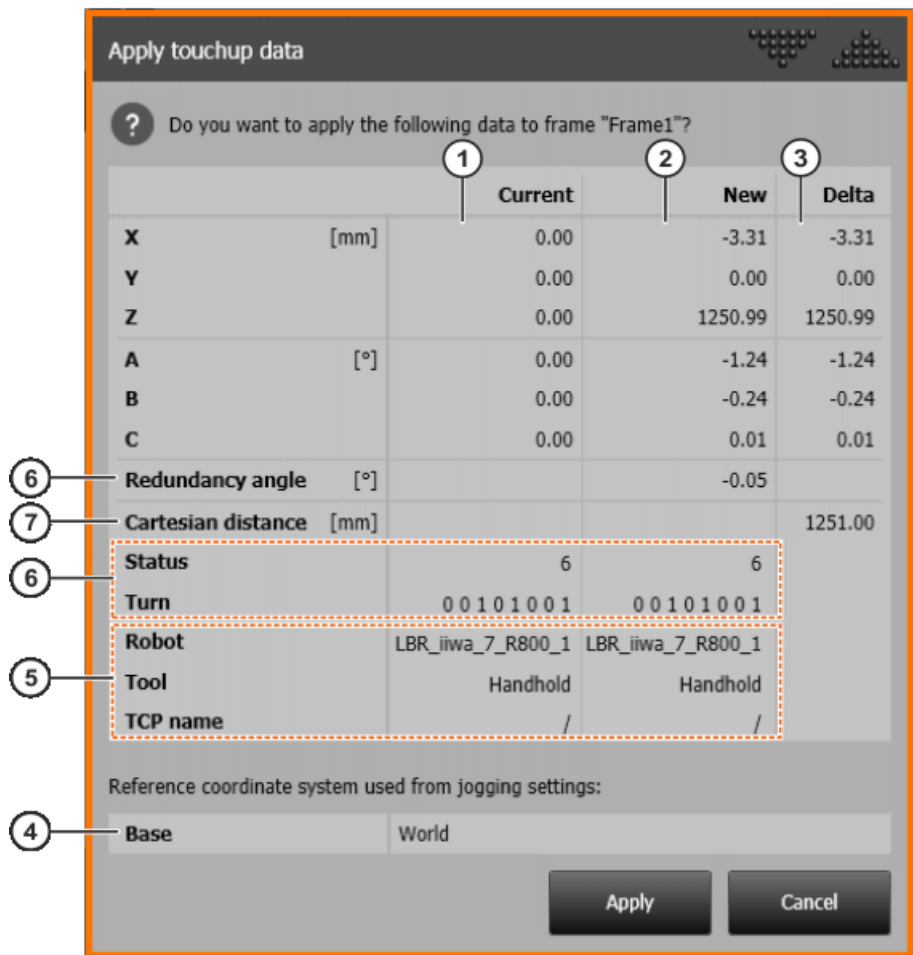 Apply touchup data
? Do you want to apply the following data to frame "Frame1"?
1 2 3
Current New Delta
X [mm] 0.00 -3.31 -3.31
Y 0.00 0.00 0.00
Z 0.00 1250.99 1250.99
A [°] 0.00 -1.24 -1.24
B 0.00 -0.24 -0.24
C 0.00 0.01 0.01
6 Redundancy angle [°] -0.05
7 Cartesian distance [mm] 1251.00
6 Status 6 6
Turn 0 0 1 0 1 0 0 1 0 0 1 0 1 0 0 1
Robot LBR_iiwa_7_R800_1 LBR_iiwa_7_R800_1
5 Tool Handhold Handhold
TCP name / /
Reference coordinate system used from jogging settings:
4 Base World
Apply Cancel